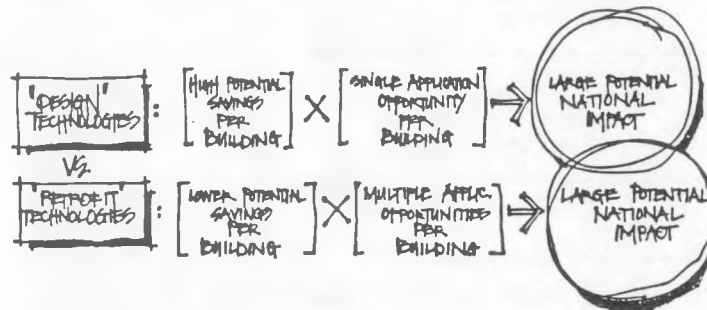 "DESIGN"
TECHNOLOGIES
:
HIGH POTENTIAL
SAVINGS
PER
BUILDING
X
SINGLE APPLICATION
OPPORTUNITY
PER
BUILDING
LARGE POTENTIAL
NATIONAL
IMPACT
VS.
"RETROFIT"
TECHNOLOGIES
:
LOWER POTENTIAL
SAVINGS
PER
BUILDING
X
MULTIPLE APPLIC.
OPPORTUNITIES
PER
BUILDING
LARGE POTENTIAL
NATIONAL
IMPACT